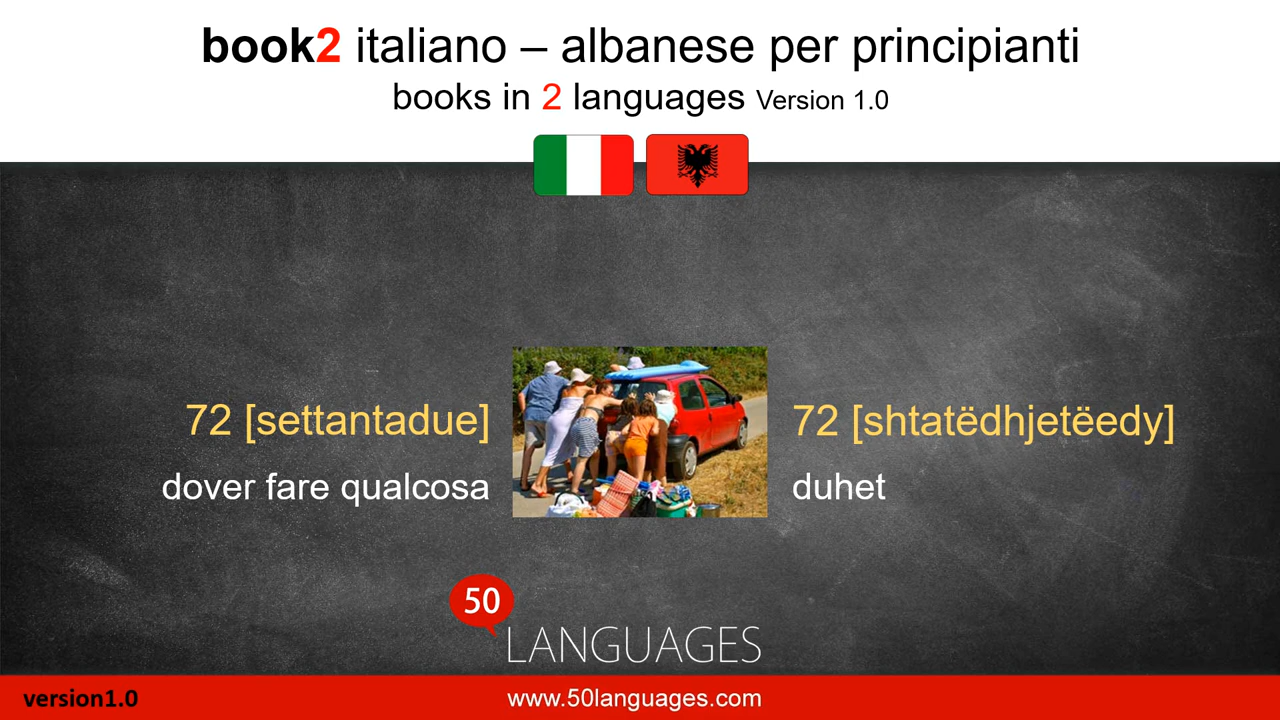 book2 italiano – albanese per principianti
books in 2 languages Version 1.0
72 [settantadue]
dover fare qualcosa
72 [shtatëdhjetëedy]
duhet
50
LANGUAGES
version1.0
www.50languages.com